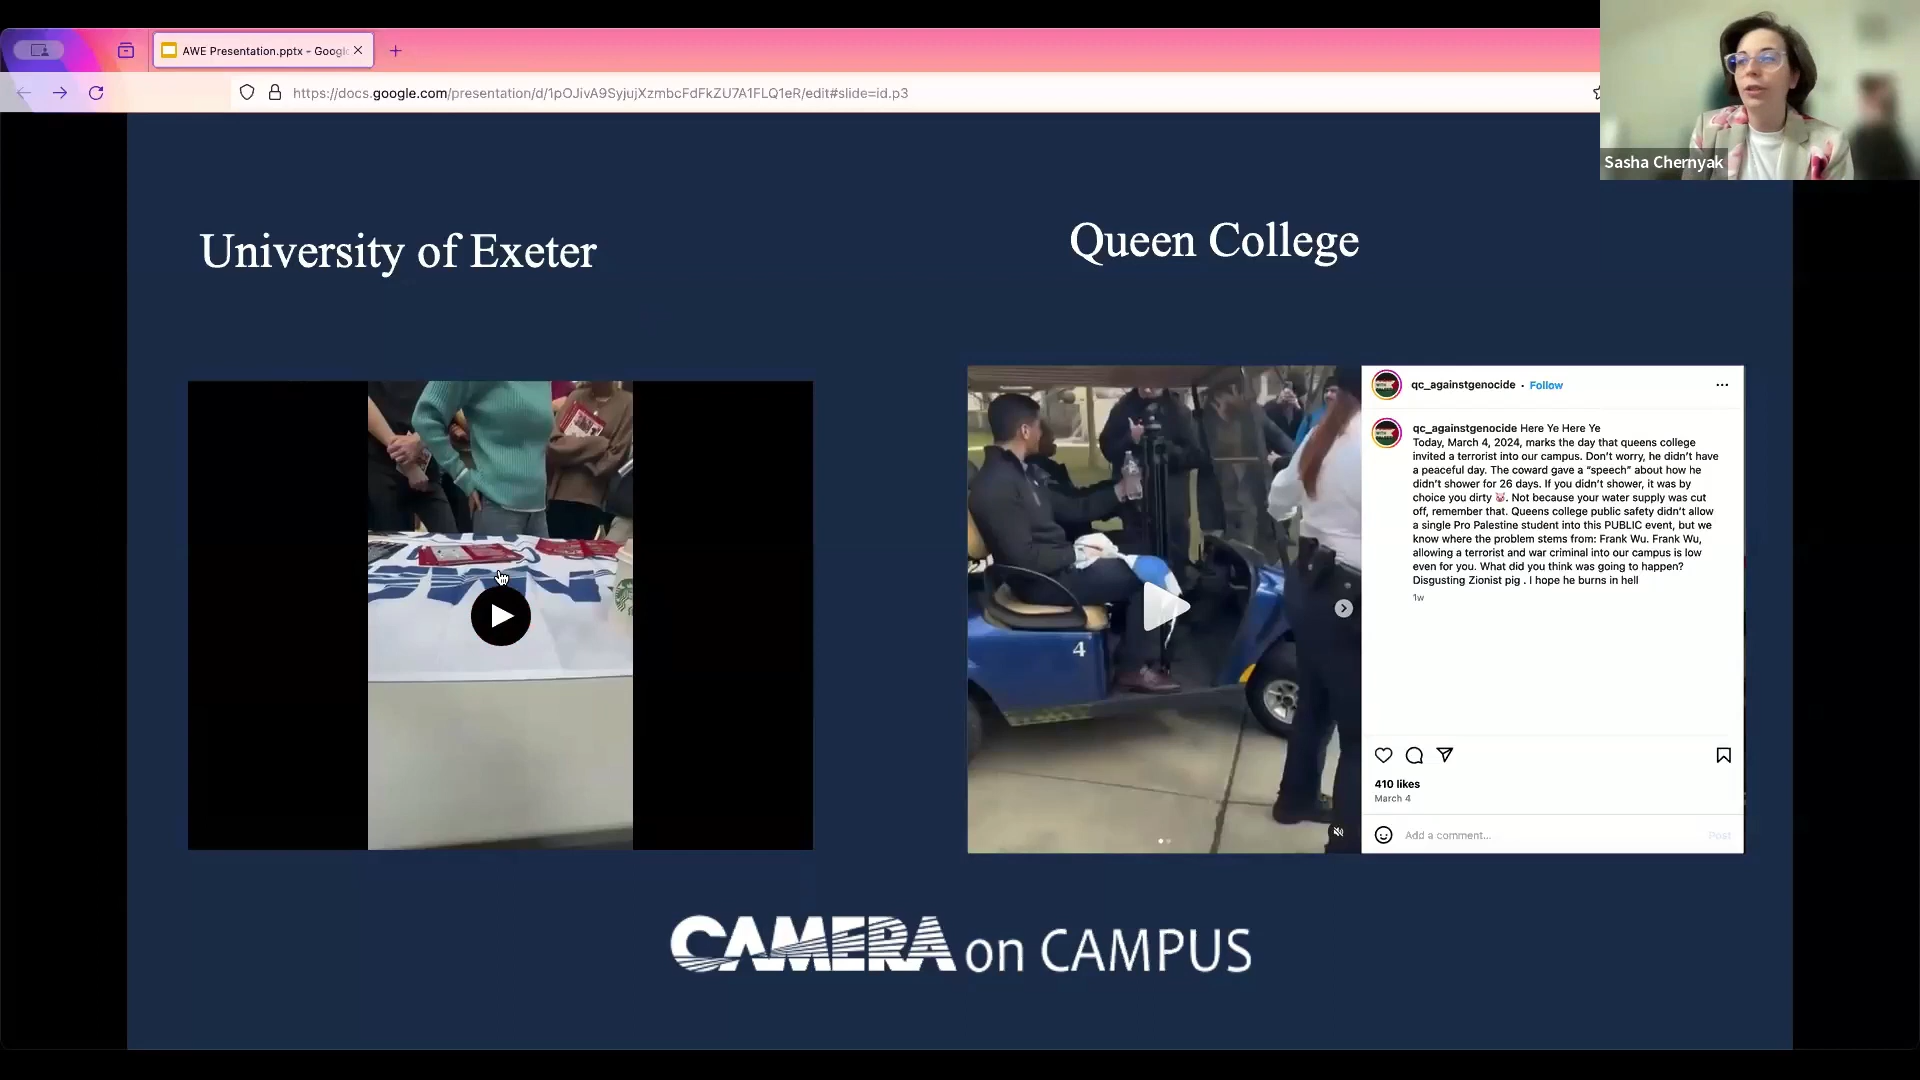 AWE Presentation.pptx - Googl
https://docs.google.com/presentation/d/1pOJivA9SyjujXzmbcFdFkZU7A1FLQ1eR/edit#slide=id.p3
Sasha Chernyak
University of Exeter
Queen College
4
qc_againstgenocide · Follow
qc_againstgenocide Here Ye Here Ye
Today, March 4, 2024, marks the day that queens college
invited a terrorist into our campus. Don't worry, he didn't have
a peaceful day. The coward gave a "speech" about how he
didn't shower for 26 days. If you didn't shower, it was by
choice you dirty 🐷. Not because your water supply was cut
off, remember that. Queens college public safety didn't allow
a single Pro Palestine student into this PUBLIC event, but we
know where the problem stems from: Frank Wu. Frank Wu,
allowing a terrorist and war criminal into our campus is low
even for you. What did you think was going to happen?
Disgusting Zionist pig . I hope he burns in hell
1w
410 likes
March 4
Add a comment...
Post
CAMERA on CAMPUS